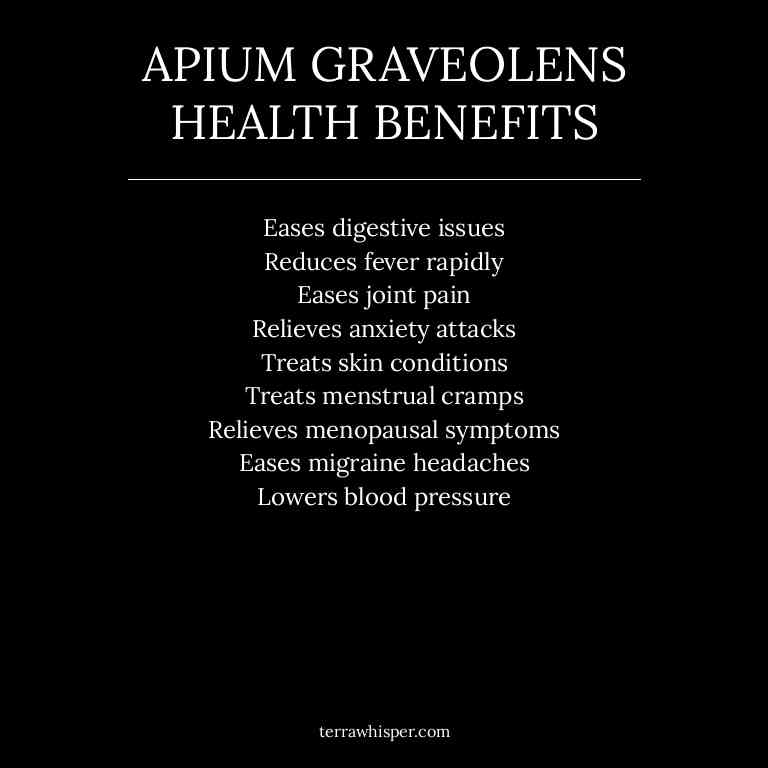 APIUM GRAVEOLENS
HEALTH BENEFITS
Eases digestive issues
Reduces fever rapidly
Eases joint pain
Relieves anxiety attacks
Treats skin conditions
Treats menstrual cramps
Relieves menopausal symptoms
Eases migraine headaches
Lowers blood pressure
terrawhisper.com